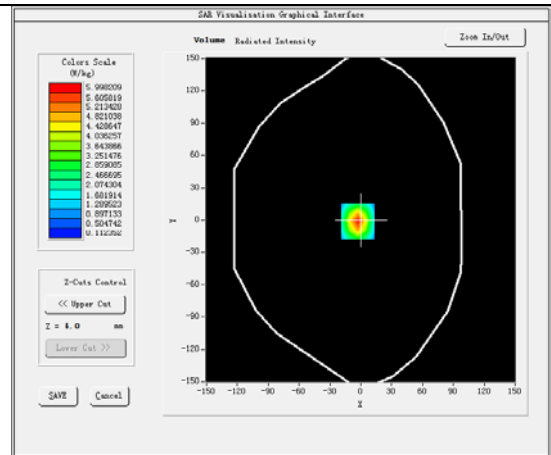 SAR Visualisation Graphical Interface
Volume Radiated Intensity
Zoom In/Out
Colors Scale
(W/kg)
5.998209
5.605819
5.213428
4.821038
4.428647
4.036257
3.643866
3.251476
2.859085
2.466695
2.074304
1.681914
1.289523
0.897133
0.504742
0.112352
Z-Cuts Control
<< Upper Cut
Z = 4.0 mm
Lower Cut >>
SAVE
Cancel
150
120
90
60
30
Y
0
-30
-60
-90
-120
-150
-150 -120 -90 -60 -30 0 30 60 90 120 150
X